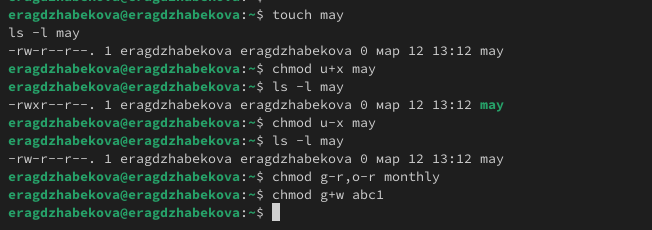 eragdzhabekova@eragdzhabekova:~$ touch may
ls -l may
-rw-r--r--. 1 eragdzhabekova eragdzhabekova 0 мар 12 13:12 may
eragdzhabekova@eragdzhabekova:~$ chmod u+x may
eragdzhabekova@eragdzhabekova:~$ ls -l may
-rwxr--r--. 1 eragdzhabekova eragdzhabekova 0 мар 12 13:12 may
eragdzhabekova@eragdzhabekova:~$ chmod u-x may
eragdzhabekova@eragdzhabekova:~$ ls -l may
-rw-r--r--. 1 eragdzhabekova eragdzhabekova 0 мар 12 13:12 may
eragdzhabekova@eragdzhabekova:~$ chmod g-r,o-r monthly
eragdzhabekova@eragdzhabekova:~$ chmod g+w abc1
eragdzhabekova@eragdzhabekova:~$